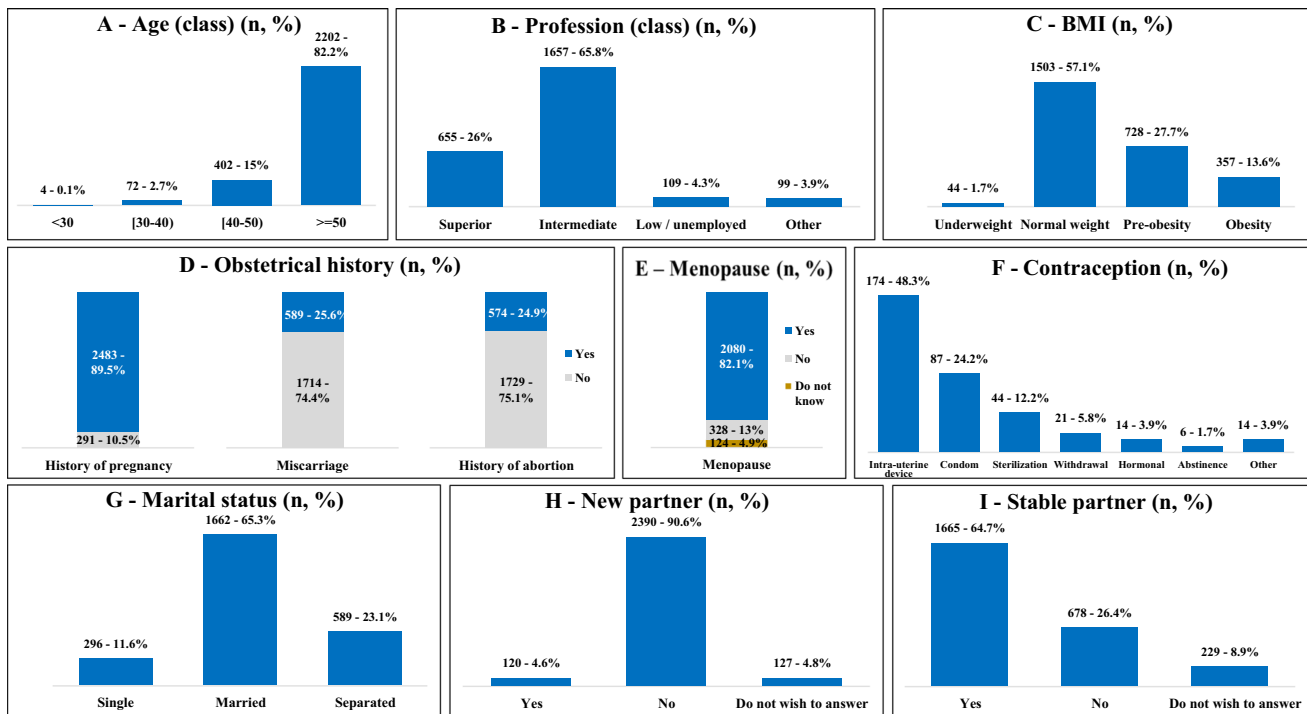 A - Age (class) (n, %)
2202 -
82.2%
402 - 15%
72 - 2.7%
4 - 0.1%
<30
[30-40)
[40-50)
>=50
B - Profession (class) (n, %)
1657 - 65.8%
655 - 26%
109 - 4.3%
99 - 3.9%
Superior
Intermediate
Low / unemployed
Other
C - BMI (n, %)
1503 - 57.1%
728 - 27.7%
357 - 13.6%
44 - 1.7%
Underweight
Normal weight
Pre-obesity
Obesity
D - Obstetrical history (n, %)
2483 -
89.5%
291 - 10.5%
589 - 25.6%
1714 -
74.4%
574 - 24.9%
1729 -
75.1%
Yes
No
History of pregnancy
Miscarriage
History of abortion
E – Menopause (n, %)
2080 -
82.1%
328 - 13%
124 - 4.9%
Yes
No
Do not
know
Menopause
F - Contraception (n, %)
174 - 48.3%
87 - 24.2%
44 - 12.2%
21 - 5.8%
14 - 3.9%
6 - 1.7%
14 - 3.9%
Intra-uterine
device
Condom
Sterilization
Withdrawal
Hormonal
Abstinence
Other
G - Marital status (n, %)
1662 - 65.3%
589 - 23.1%
296 - 11.6%
Single
Married
Separated
H - New partner (n, %)
2390 - 90.6%
120 - 4.6%
127 - 4.8%
Yes
No
Do not wish to answer
I - Stable partner (n, %)
1665 - 64.7%
678 - 26.4%
229 - 8.9%
Yes
No
Do not wish to answer